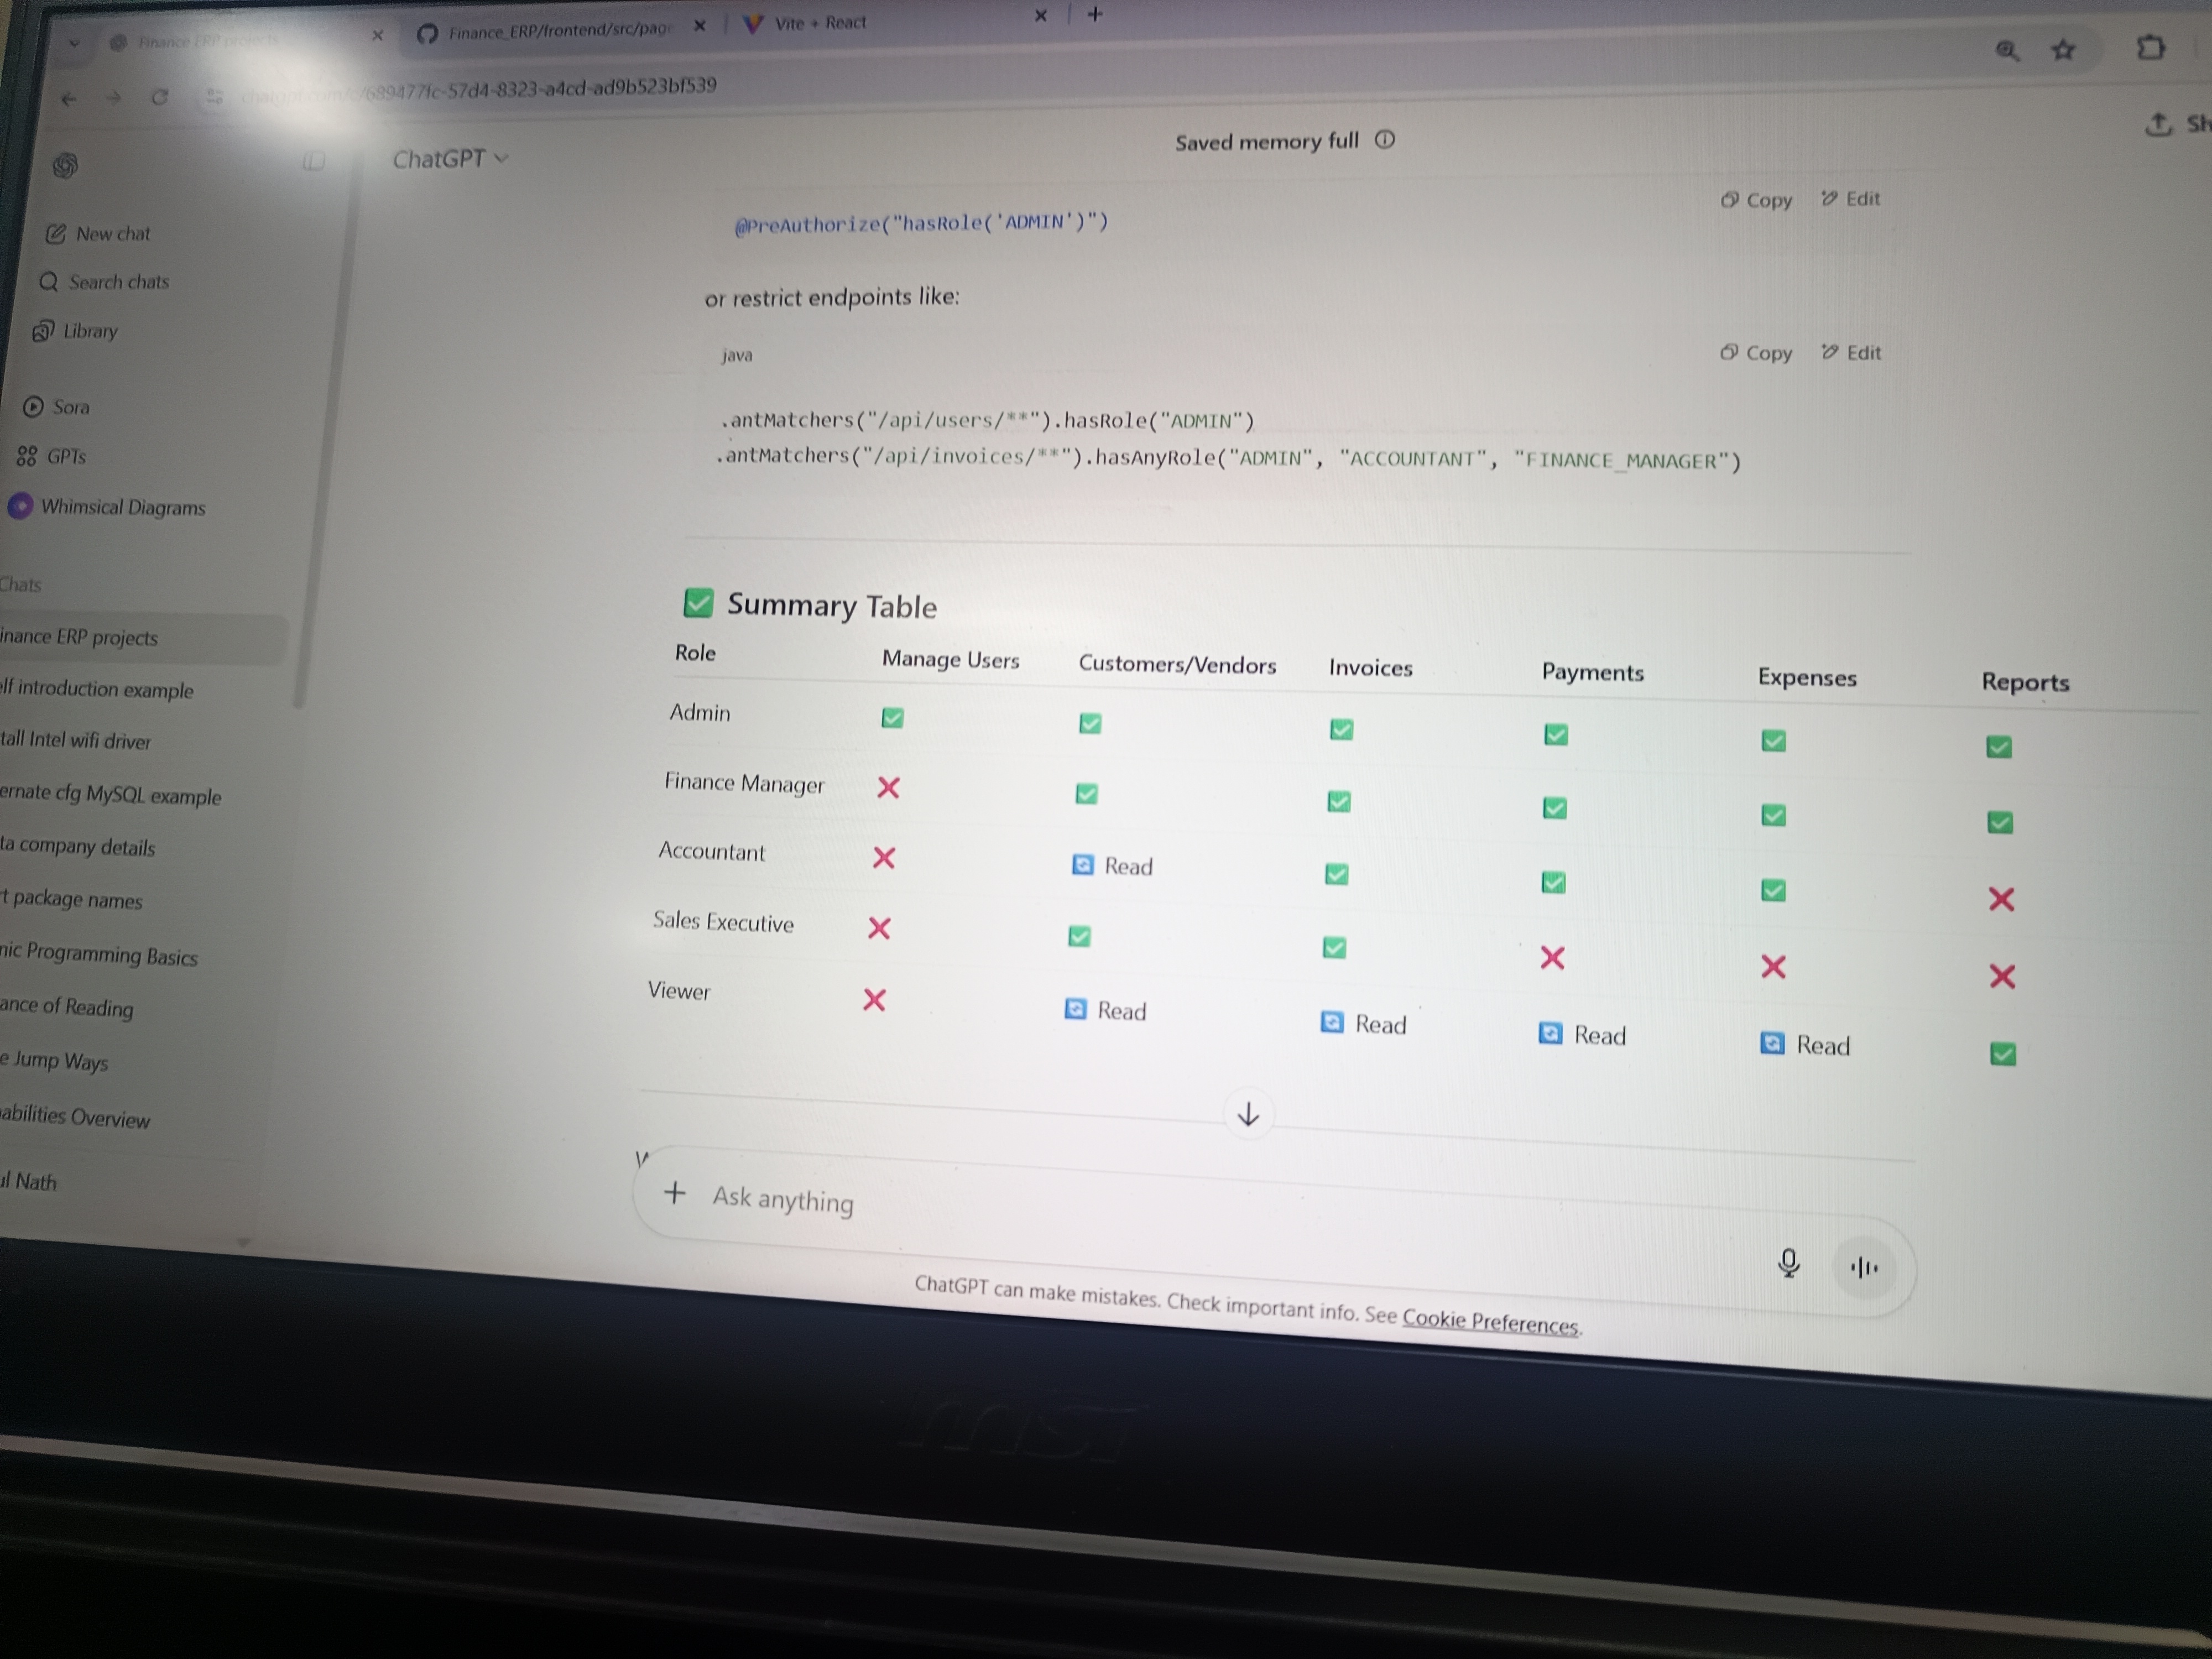 Finance ERP projects
Finance_ERP/frontend/src/page
Vite + React
chatgpt.com/c/689477fc-57d4-8323-a4cd-ad9b523bf539
ChatGPT
Saved memory full
Sh
New chat
Search chats
Library
Sora
GPTs
Whimsical Diagrams
Chats
inance ERP projects
elf introduction example
tall Intel wifi driver
ernate cfg MySQL example
ta company details
t package names
nic Programming Basics
ance of Reading
e Jump Ways
abilities Overview
ul Nath
Copy Edit
@PreAuthorize("hasRole('ADMIN')")
or restrict endpoints like:
java
Copy Edit
.antMatchers("/api/users/**").hasRole("ADMIN")
.antMatchers("/api/invoices/**").hasAnyRole("ADMIN", "ACCOUNTANT", "FINANCE_MANAGER")
✅ Summary Table
Role Manage Users Customers/Vendors Invoices Payments Expenses Reports
Admin ✅ ✅ ✅ ✅ ✅ ✅
Finance Manager ❌ ✅ ✅ ✅ ✅ ✅
Accountant ❌ 🔄 Read ✅ ✅ ✅ ❌
Sales Executive ❌ ✅ ✅ ❌ ❌ ❌
Viewer ❌ 🔄 Read 🔄 Read 🔄 Read 🔄 Read ✅
Ask anything
ChatGPT can make mistakes. Check important info. See Cookie Preferences.
msi